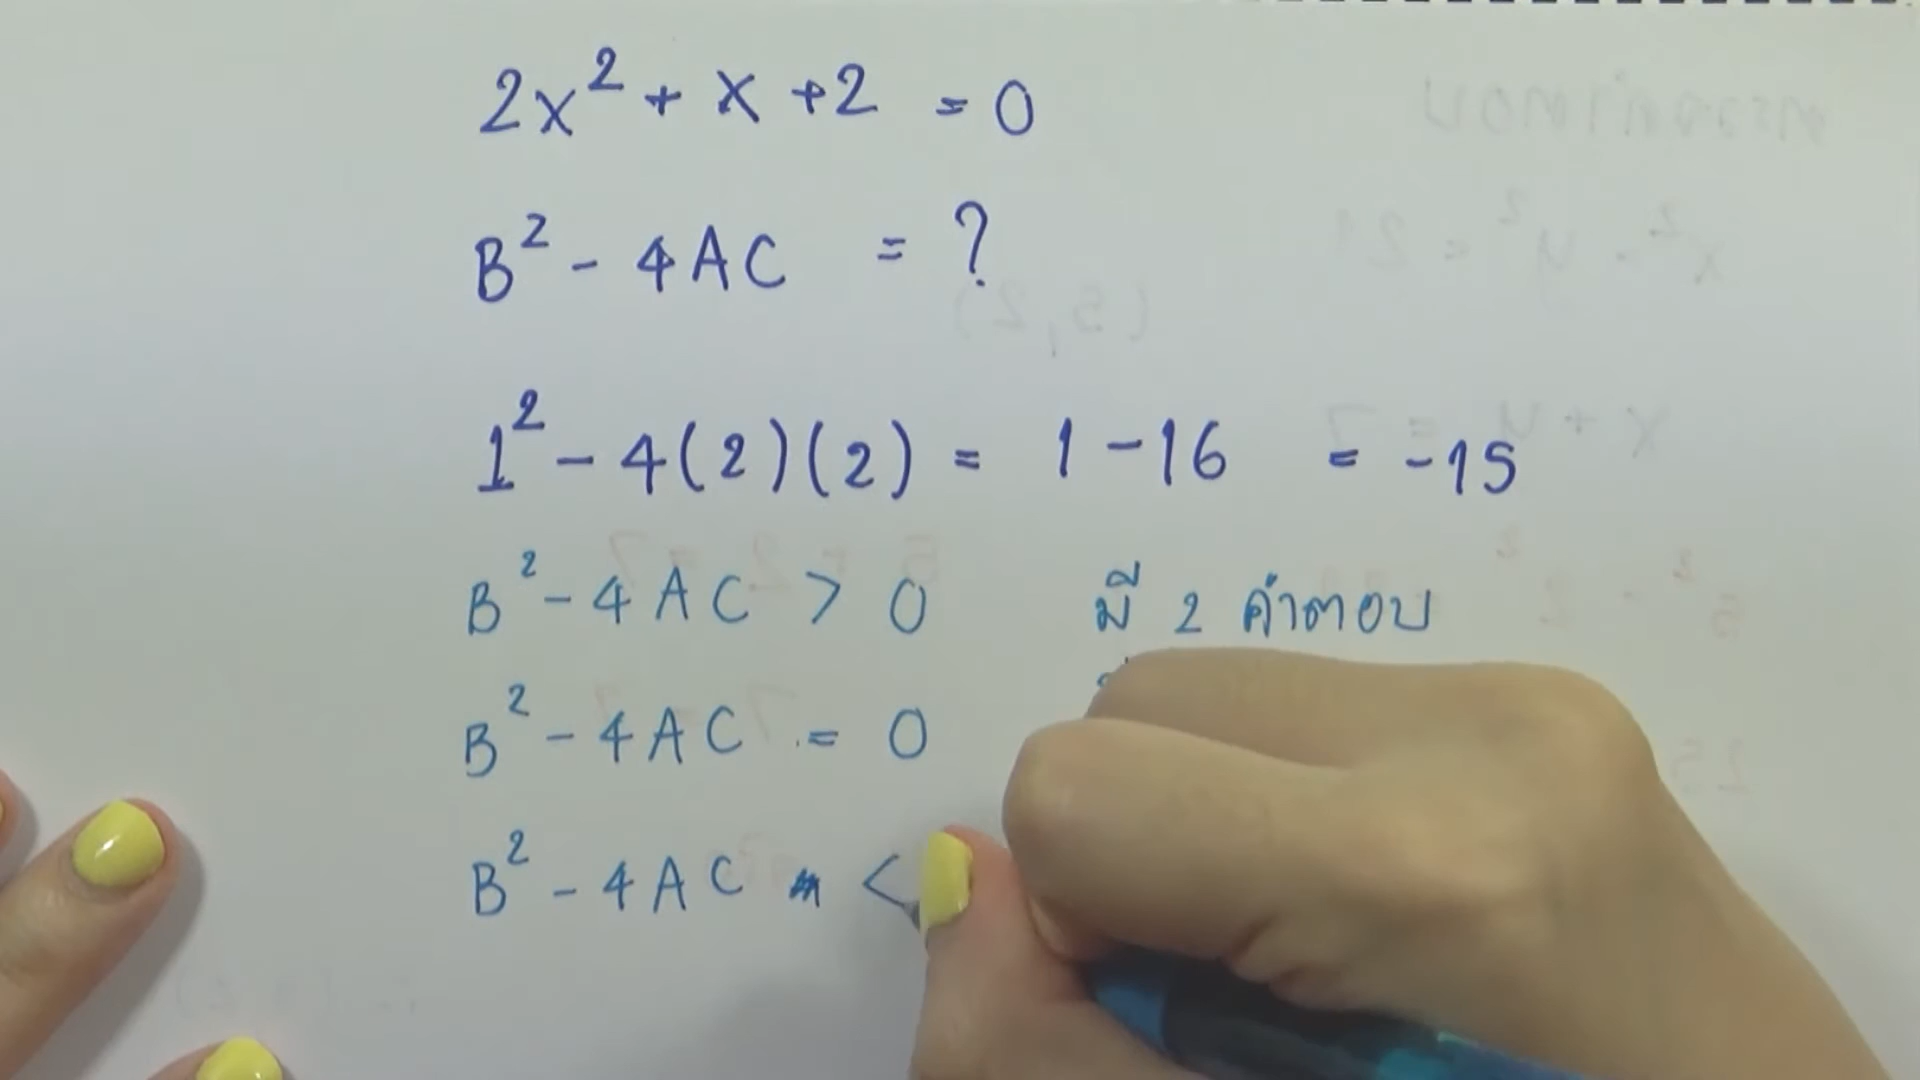 2x² + x + 2 = 0
B² - 4AC = ?
1² - 4(2)(2) = 1 - 16 = -15
B² - 4AC > 0 มี 2 คำตอบ
B² - 4AC = 0
B² - 4AC <